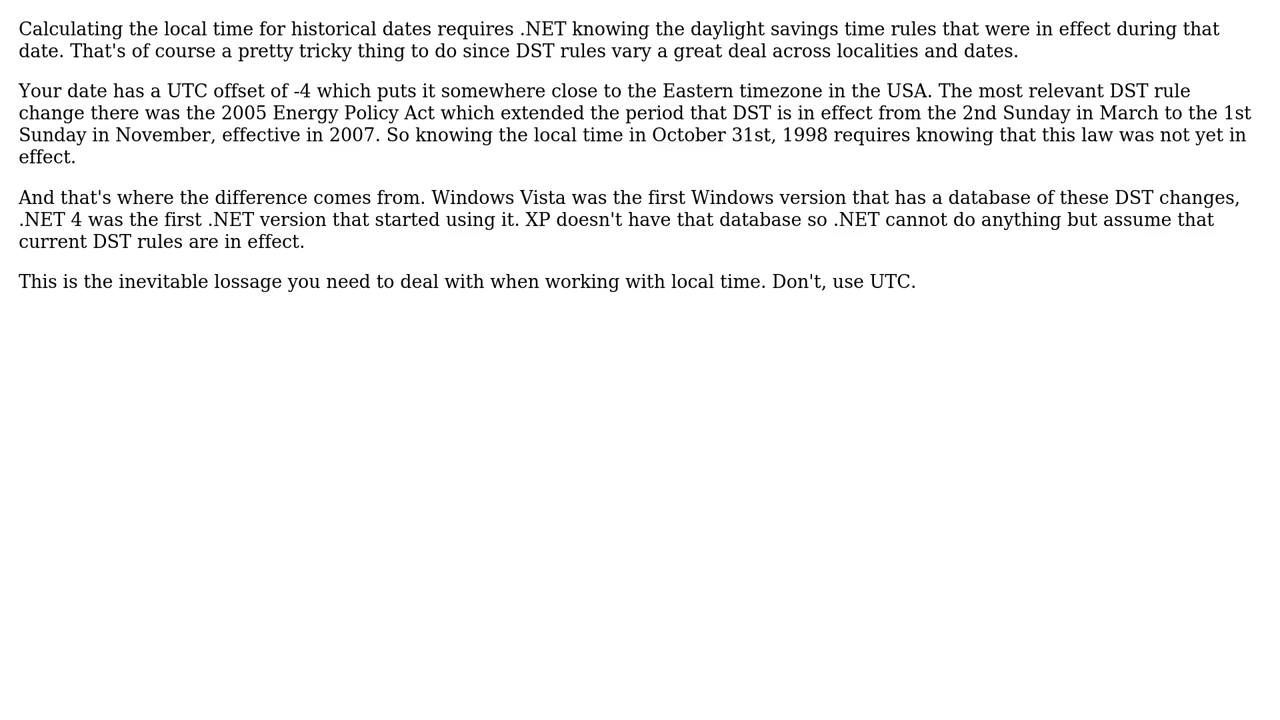 Calculating the local time for historical dates requires .NET knowing the daylight savings time rules that were in effect during that
date. That's of course a pretty tricky thing to do since DST rules vary a great deal across localities and dates.
Your date has a UTC offset of -4 which puts it somewhere close to the Eastern timezone in the USA. The most relevant DST rule
change there was the 2005 Energy Policy Act which extended the period that DST is in effect from the 2nd Sunday in March to the 1st
Sunday in November, effective in 2007. So knowing the local time in October 31st, 1998 requires knowing that this law was not yet in
effect.
And that's where the difference comes from. Windows Vista was the first Windows version that has a database of these DST changes,
.NET 4 was the first .NET version that started using it. XP doesn't have that database so .NET cannot do anything but assume that
current DST rules are in effect.
This is the inevitable lossage you need to deal with when working with local time. Don't, use UTC.